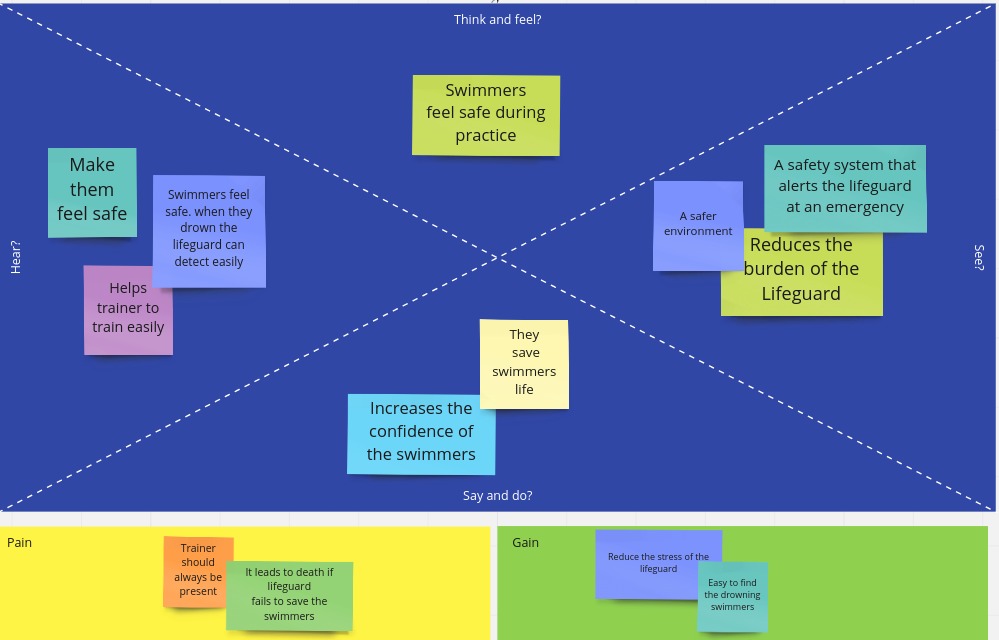 Think and feel?
Swimmers
feel safe during
practice
Make
them
feel safe
Swimmers feel
safe. when they
drown the
lifeguard can
detect easily
Helps
trainer to
train easily
Hear?
A safer
environment
A safety system that
alerts the lifeguard
at an emergency
Reduces the
burden of the
Lifeguard
See?
They
save
swimmers
life
Increases the
confidence of
the swimmers
Say and do?
Pain
Trainer
should
always be
present
It leads to death if
lifeguard
fails to save the
swimmers
Gain
Reduce the stress of the
lifeguard
Easy to find
the drowning
swimmers